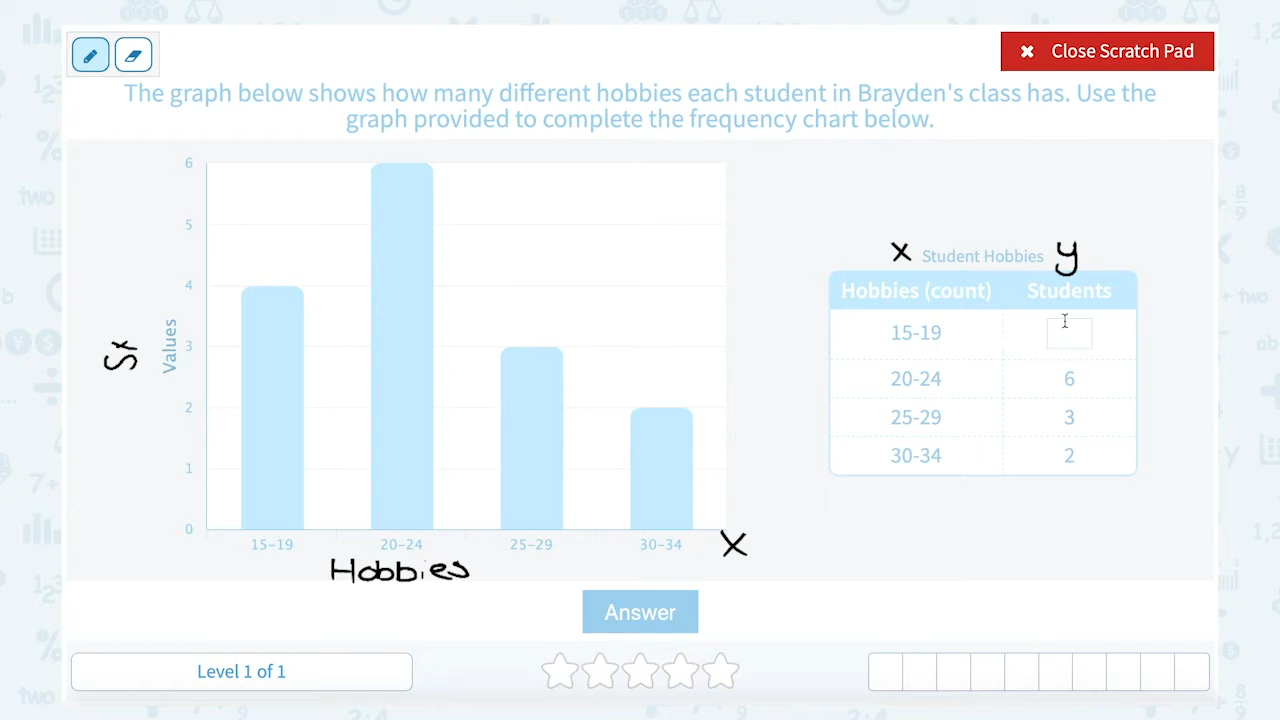 Close Scratch Pad
The graph below shows how many different hobbies each student in Brayden's class has. Use the
graph provided to complete the frequency chart below.
6
5
4
3
2
1
0
Values
St
15-19
20-24
25-29
30-34
X
Hobbies
x Student Hobbies y
Hobbies (count) Students
15-19
20-24 6
25-29 3
30-34 2
Answer
Level 1 of 1